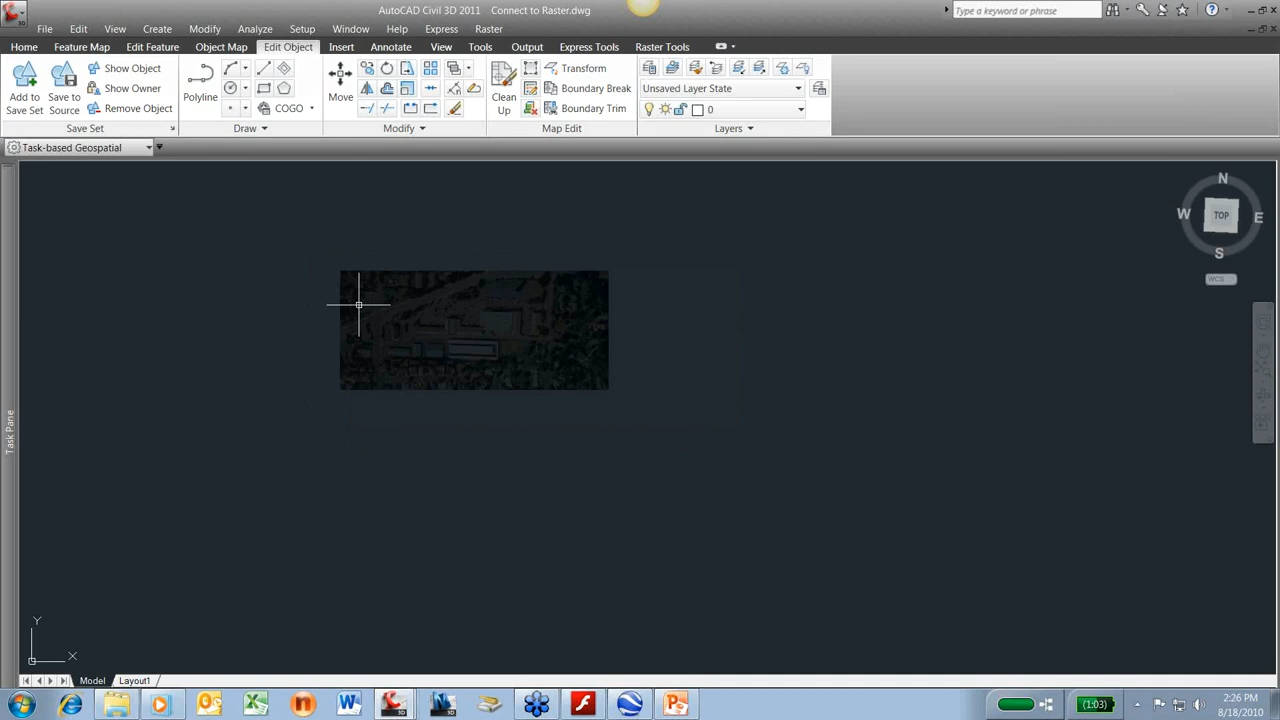 AutoCAD Civil 3D 2011 Connect to Raster.dwg
Type a keyword or phrase
File Edit View Create Modify Analyze Setup Window Help Express Raster
Home Feature Map Edit Feature Object Map Edit Object Insert Annotate View Tools Output Express Tools Raster Tools
Add to Save Set
Save to Source
Show Object
Show Owner
Remove Object
Save Set
Polyline
COGO
Draw
Move
Modify
Clean Up
Transform
Boundary Break
Boundary Trim
Map Edit
Unsaved Layer State
0
Layers
Task-based Geospatial
Task Pane
N
W
TOP
E
S
WCS
Y
X
Model Layout1
(1:03)
2:26 PM
8/18/2010